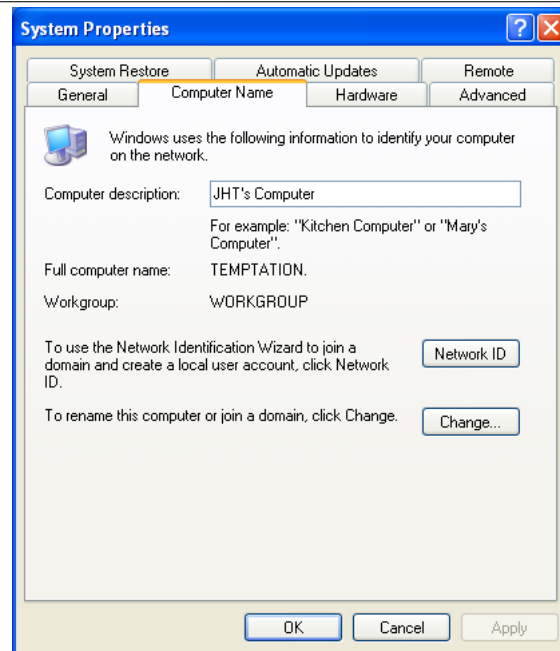 System Properties
System Restore Automatic Updates Remote
General Computer Name Hardware Advanced
Windows uses the following information to identify your computer
on the network.
Computer description: JHT's Computer
For example: "Kitchen Computer" or "Mary's
Computer".
Full computer name: TEMPTATION.
Workgroup: WORKGROUP
To use the Network Identification Wizard to join a
domain and create a local user account, click Network
ID.
Network ID
To rename this computer or join a domain, click Change.
Change...
OK Cancel Apply